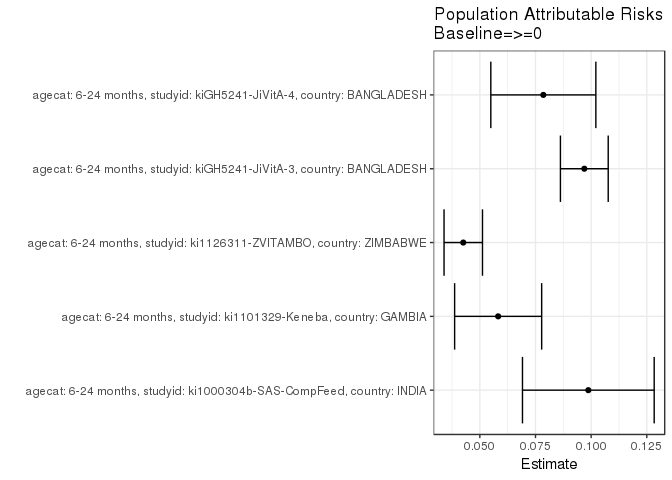 Population Attributable Risks
Baseline=>=0
agecat: 6-24 months, studyid: kiGH5241-JiVitA-4, country: BANGLADESH
agecat: 6-24 months, studyid: kiGH5241-JiVitA-3, country: BANGLADESH
agecat: 6-24 months, studyid: ki1126311-ZVITAMBO, country: ZIMBABWE
agecat: 6-24 months, studyid: ki1101329-Keneba, country: GAMBIA
agecat: 6-24 months, studyid: ki1000304b-SAS-CompFeed, country: INDIA
0.050 0.075 0.100 0.125
Estimate